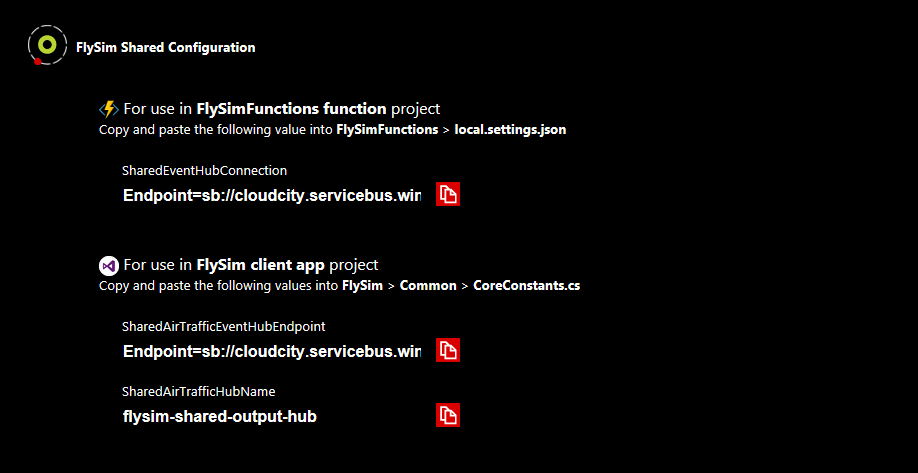 FlySim Shared Configuration
For use in FlySimFunctions function project
Copy and paste the following value into FlySimFunctions > local.settings.json
SharedEventHubConnection
Endpoint=sb://cloudcity.servicebus.win
For use in FlySim client app project
Copy and paste the following values into FlySim > Common > CoreConstants.cs
SharedAirTrafficEventHubEndpoint
Endpoint=sb://cloudcity.servicebus.win
SharedAirTrafficHubName
flysim-shared-output-hub